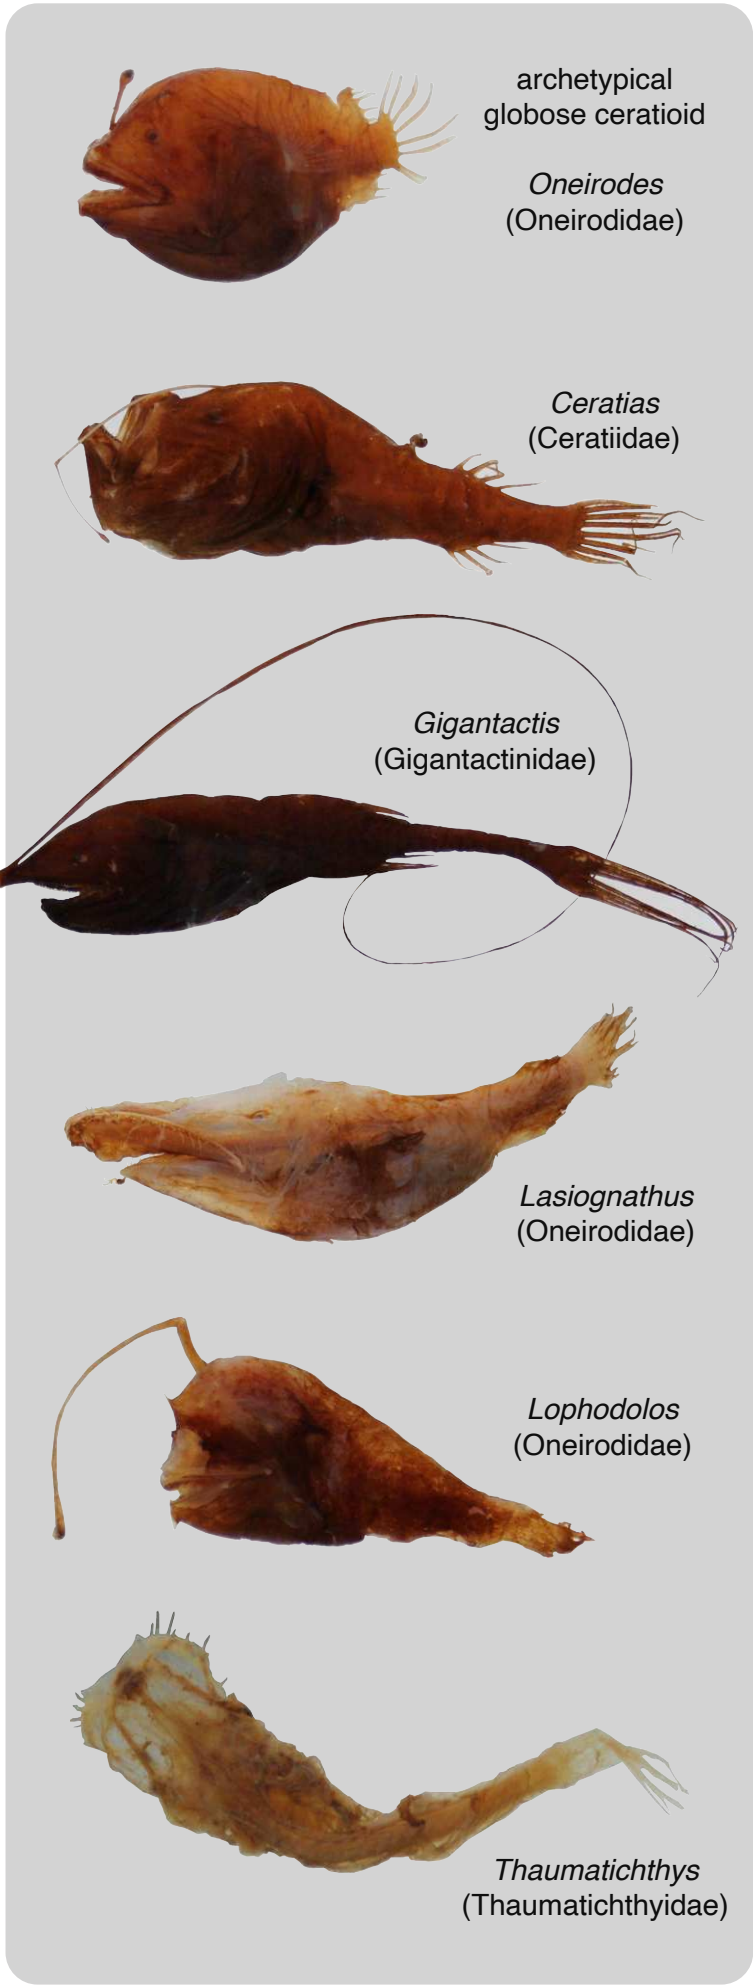 archetypical
globose ceratioid
Oneirodes
(Oneirodidae)
Ceratias
(Ceratiidae)
Gigantactis
(Gigantactinidae)
Lasiognathus
(Oneirodidae)
Lophodolos
(Oneirodidae)
Thaumatichthys
(Thaumatichthyidae)